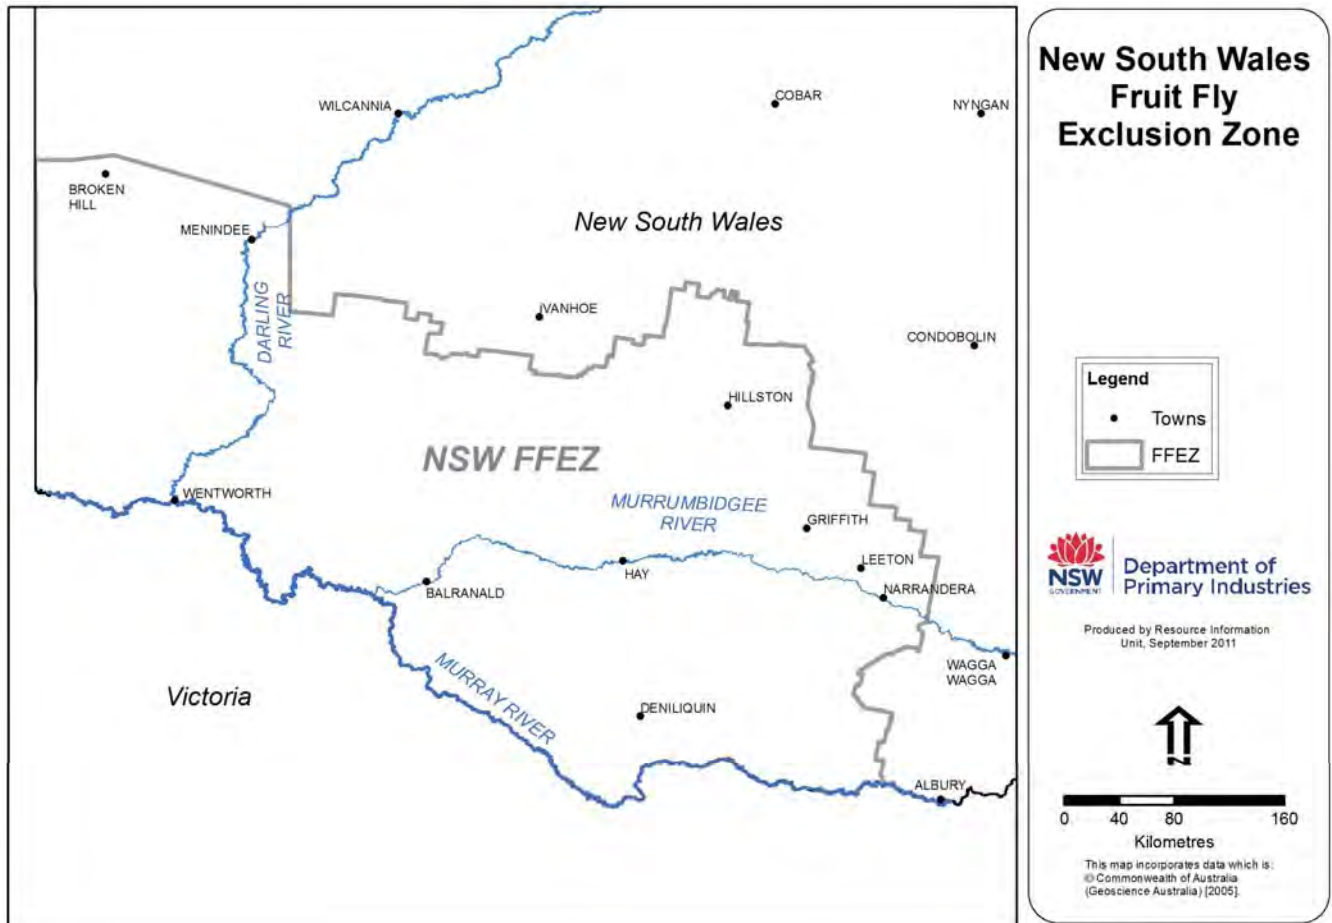 New South Wales
Fruit Fly
Exclusion Zone
WILCANNIA
COBAR
NYNGAN
BROKEN
HILL
MENINDEE
New South Wales
DARLING
RIVER
IVANHOE
CONDOBOLIN
HILLSTON
NSW FFEZ
WENTWORTH
MURRUMBIDGEE
RIVER
GRIFFITH
LEETON
HAY
BALRANALD
NARRANDERA
WAGGA
WAGGA
Victoria
MURRAY RIVER
DENILIQUIN
ALBURY
Legend
Towns
FFEZ
NSW
GOVERNMENT
Department of
Primary Industries
Produced by Resource Information
Unit, September 2011
N
0 40 80 160
Kilometres
This map incorporates data which is:
© Commonwealth of Australia
(Geoscience Australia) [2005].